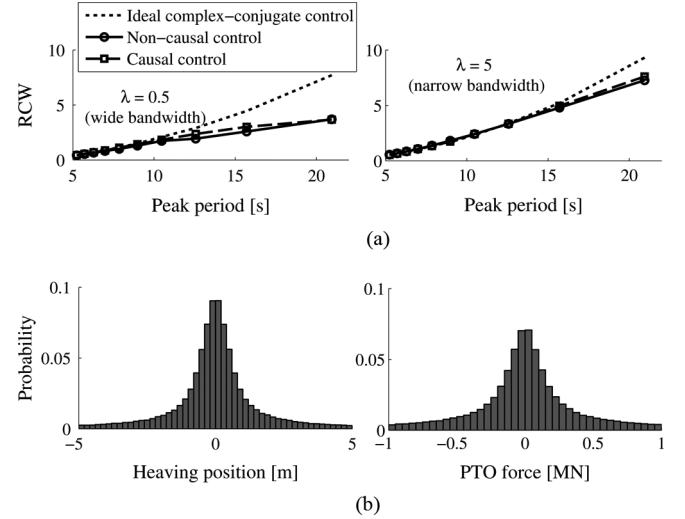 Ideal complex−conjugate control
Non−causal control
Causal control
RCW
10
5
0
λ = 0.5
(wide bandwidth)
5 10 15 20
Peak period [s]
10
5
0
λ = 5
(narrow bandwidth)
5 10 15 20
Peak period [s]
(a)
Probability
0.1
0.05
0
−5 0 5
Heaving position [m]
0.1
0.05
0
−1 −0.5 0 0.5 1
PTO force [MN]
(b)